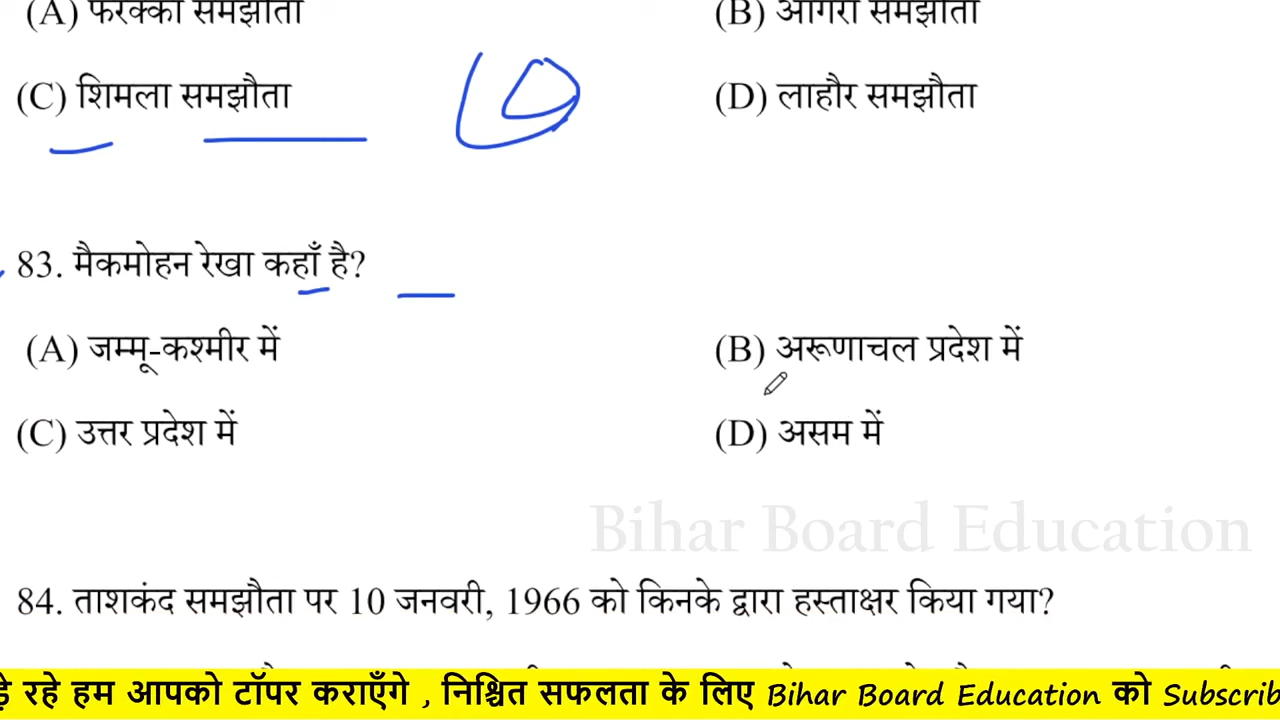 (A) फरक्का समझौता (B) आगरा समझौता
(C) शिमला समझौता (D) लाहौर समझौता
83. मैकमोहन रेखा कहाँ है?
(A) जम्मू-कश्मीर में (B) अरूणाचल प्रदेश में
(C) उत्तर प्रदेश में (D) असम में
Bihar Board Education
84. ताशकंद समझौता पर 10 जनवरी, 1966 को किनके द्वारा हस्ताक्षर किया गया?
रहे हम आपको टॉपर कराएँगे , निश्चित सफलता के लिए Bihar Board Education को Subscrib